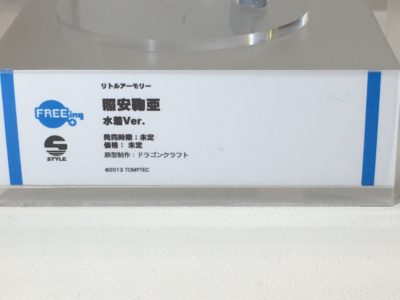 リトルアーモリー
照安鞠亜
水着Ver.
発売時期：未定
価格： 未定
原型制作：ドラゴンクラフト
©2013 TOMYTEC
FREEing
S
STYLE